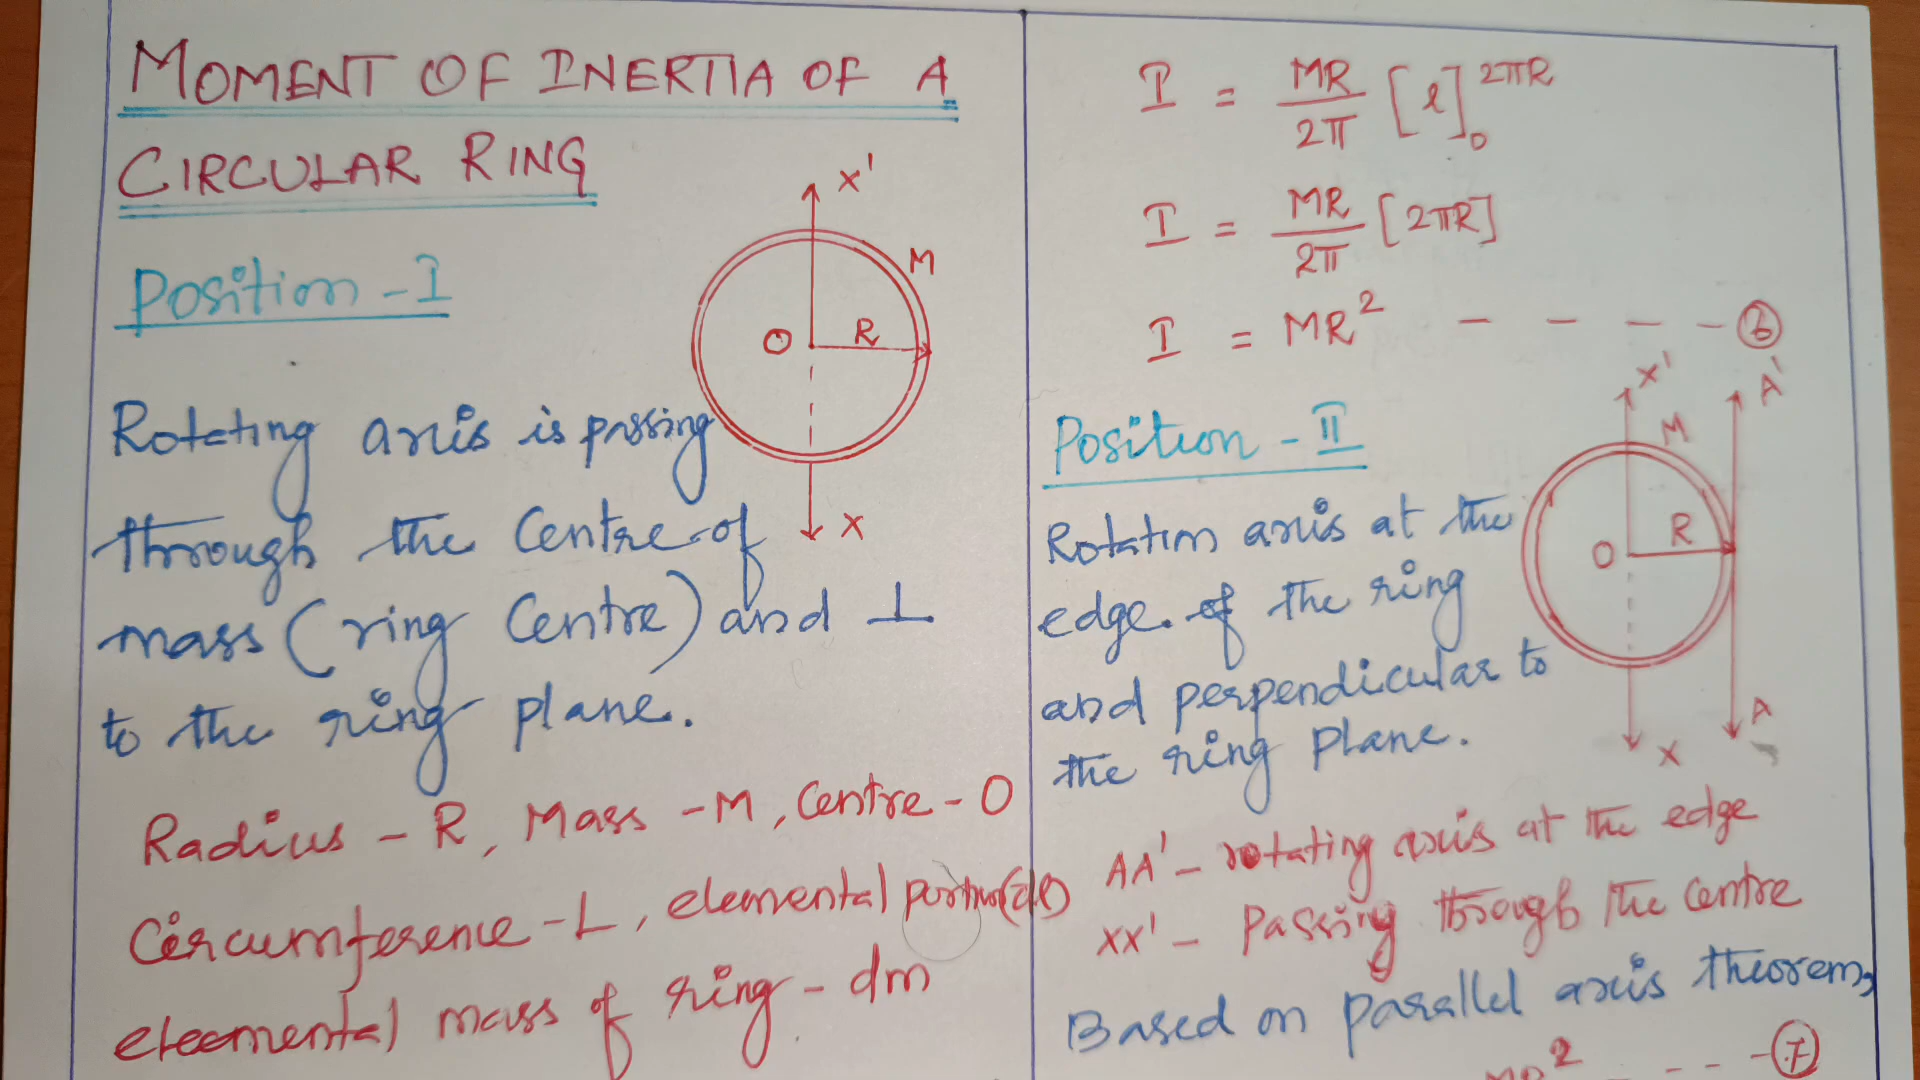 MOMENT OF INERTIA OF A
CIRCULAR RING
Position - I
X'
M
O
R
X
Rotating axis is passing
through the Centre of
mass (ring Centre) and ⊥
to the ring plane.
Radius - R, Mass - M, Centre - O
Circumference - L, elemental portion (dl)
eleemental mass of ring - dm
I = MR/2π [l]₀^2πR
I = MR/2π [2πR]
I = MR² - - - - ⑥
Position - II
X'
A'
M
O
R
A
X
Rotation axis at the
edge of the ring
and perpendicular to
the ring plane.
AA' - rotating axis at the edge
XX' - Passing through the Centre
Based on parallel axis theorem,
MR² - - - ⑦